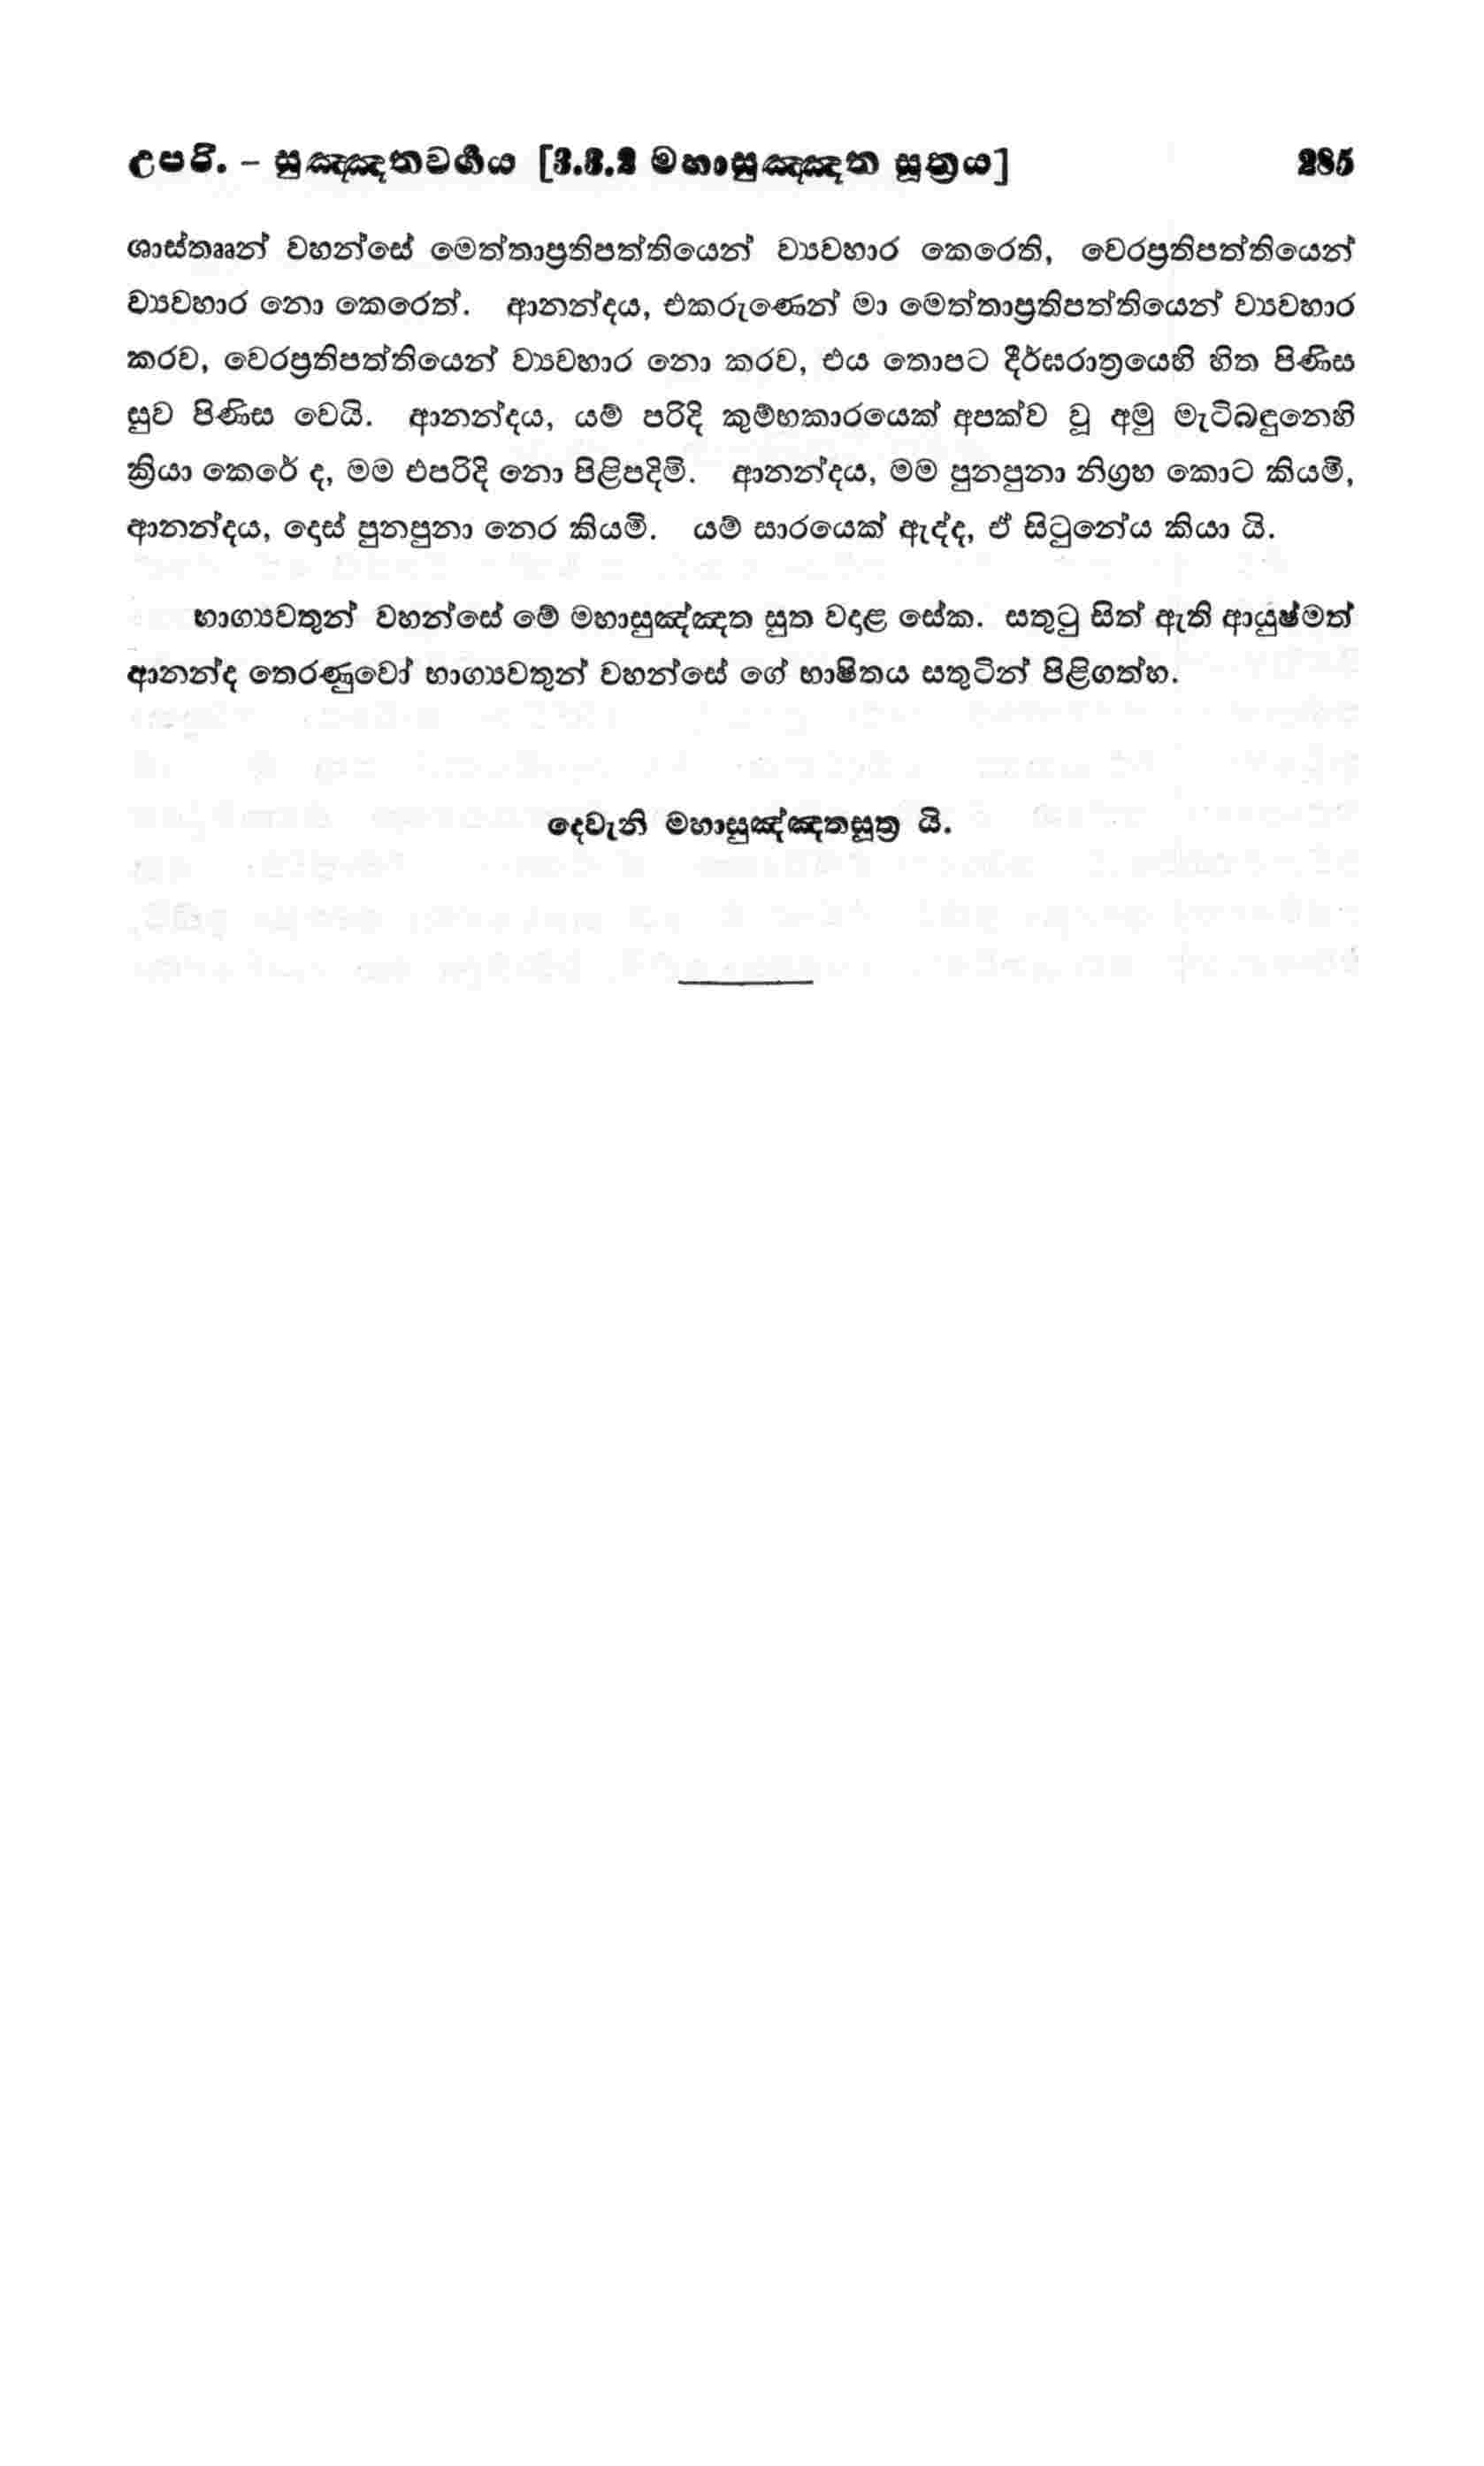 උපරි. – සුඤ්ඤතවර්ගය [3.3.2 මහාසුඤ්ඤත සූත්‍රය] 285
ශාස්තෲන් වහන්සේ මෙත්තාප්‍රතිපත්තියෙන් ව්‍යවහාර කෙරෙති, වෙරප්‍රතිපත්තියෙන්
ව්‍යවහාර නො කෙරෙත්. ආනන්දය, එකරුණෙන් මා මෙත්තාප්‍රතිපත්තියෙන් ව්‍යවහාර
කරව, වෙරප්‍රතිපත්තියෙන් ව්‍යවහාර නො කරව, එය තොපට දීර්ඝරාත්‍රයෙහි හිත පිණිස
සුව පිණිස වෙයි. ආනන්දය, යම් පරිදි කුම්භකාරයෙක් අපක්ව වූ අමු මැටිබඳුනෙහි
ක්‍රියා කෙරේ ද, මම එපරිදි නො පිළිපදිමි. ආනන්දය, මම පුනපුනා නිග්‍රහ කොට කියමි,
ආනන්දය, දොස් පුනපුනා නෙර කියමි. යම් සාරයෙක් ඇද්ද, ඒ සිටුනේය කියා යි.
භාග්‍යවතුන් වහන්සේ මේ මහාසුඤ්ඤත සුත වදාළ සේක. සතුටු සිත් ඇති ආයුෂ්මත්
ආනන්ද තෙරණුවෝ භාග්‍යවතුන් වහන්සේ ගේ භාෂිතය සතුටින් පිළිගත්හ.
දෙවැනි මහාසුඤ්ඤතසූත්‍ර යි.